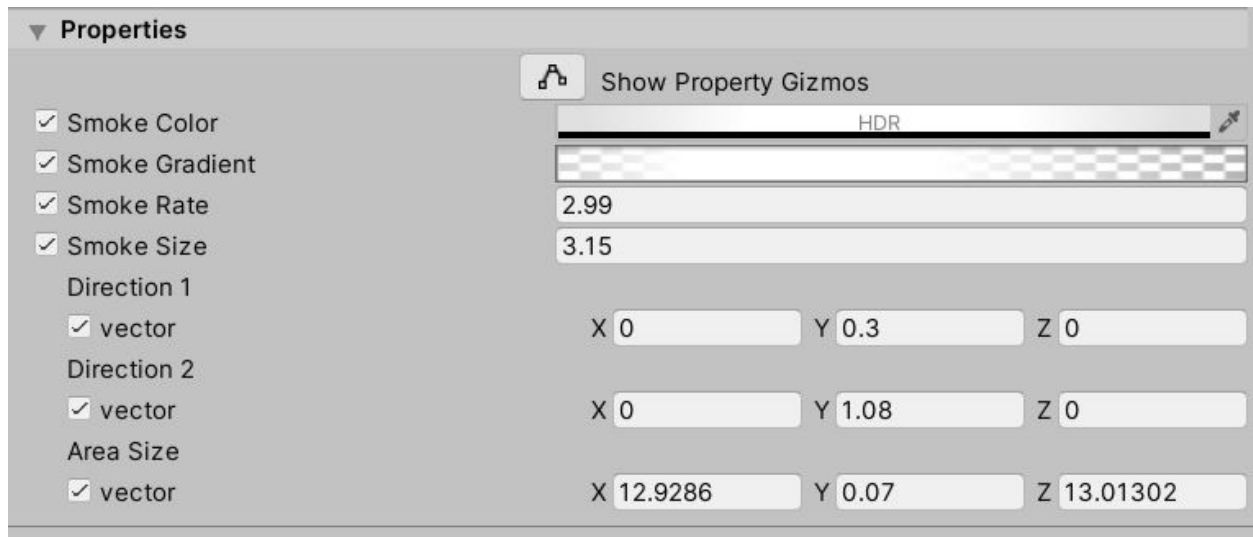 Properties
Show Property Gizmos
Smoke Color HDR
Smoke Gradient
Smoke Rate 2.99
Smoke Size 3.15
Direction 1
vector X 0 Y 0.3 Z 0
Direction 2
vector X 0 Y 1.08 Z 0
Area Size
vector X 12.9286 Y 0.07 Z 13.01302